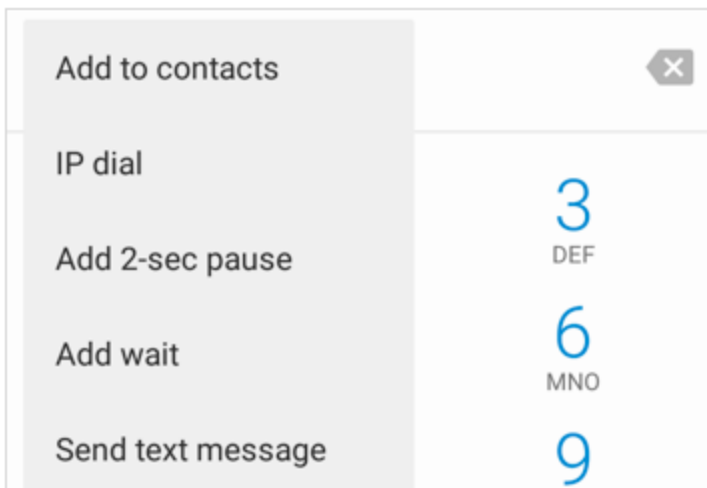 Add to contacts
IP dial
3
DEF
Add 2-sec pause
6
Add wait
MNO
Send text message
9